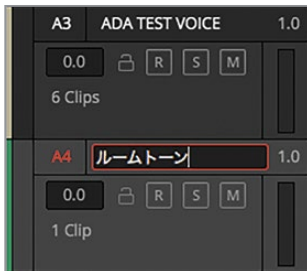 A3 ADA TEST VOICE 1.0
0.0 R S M
6 Clips
A4 ルームトーン 1.0
0.0 R S M
1 Clip